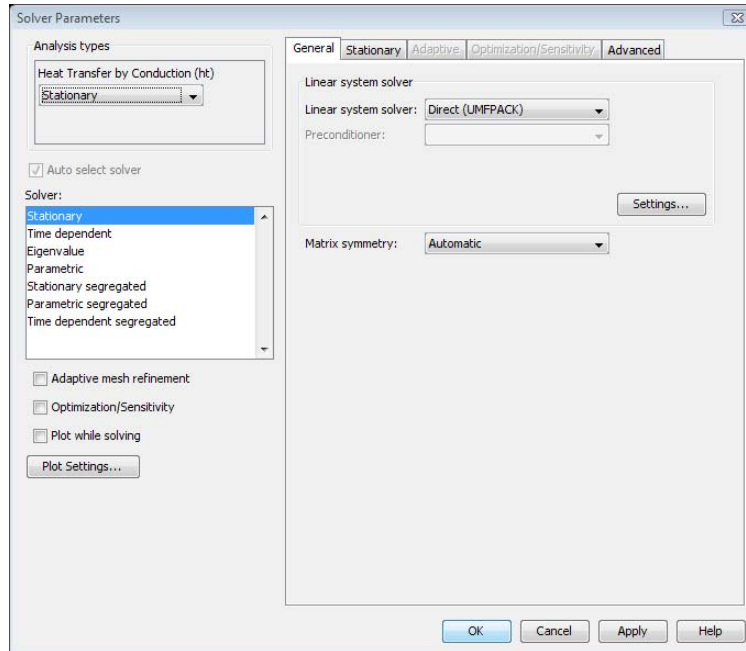 Solver Parameters
Analysis types
Heat Transfer by Conduction (ht)
Stationary
Auto select solver
Solver:
Stationary
Time dependent
Eigenvalue
Parametric
Stationary segregated
Parametric segregated
Time dependent segregated
Adaptive mesh refinement
Optimization/Sensitivity
Plot while solving
Plot Settings...
General Stationary Adaptive Optimization/Sensitivity Advanced
Linear system solver
Linear system solver: Direct (UMFPACK)
Preconditioner:
Settings...
Matrix symmetry: Automatic
OK Cancel Apply Help